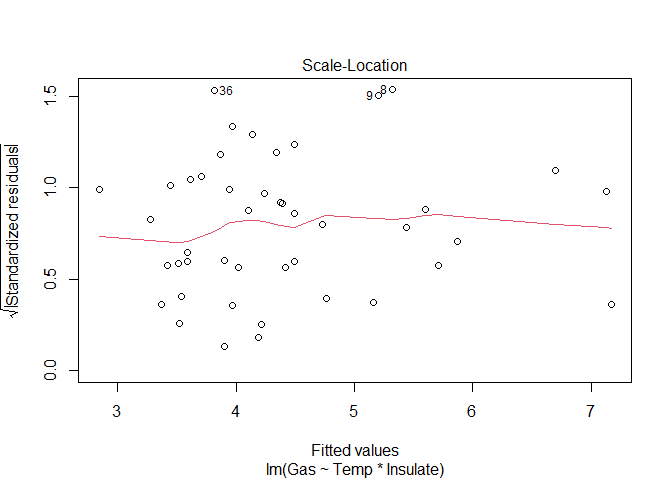 Scale-Location
√|Standardized residuals|
1.5
1.0
0.5
0.0
36
9
8
3 4 5 6 7
Fitted values
lm(Gas ~ Temp * Insulate)